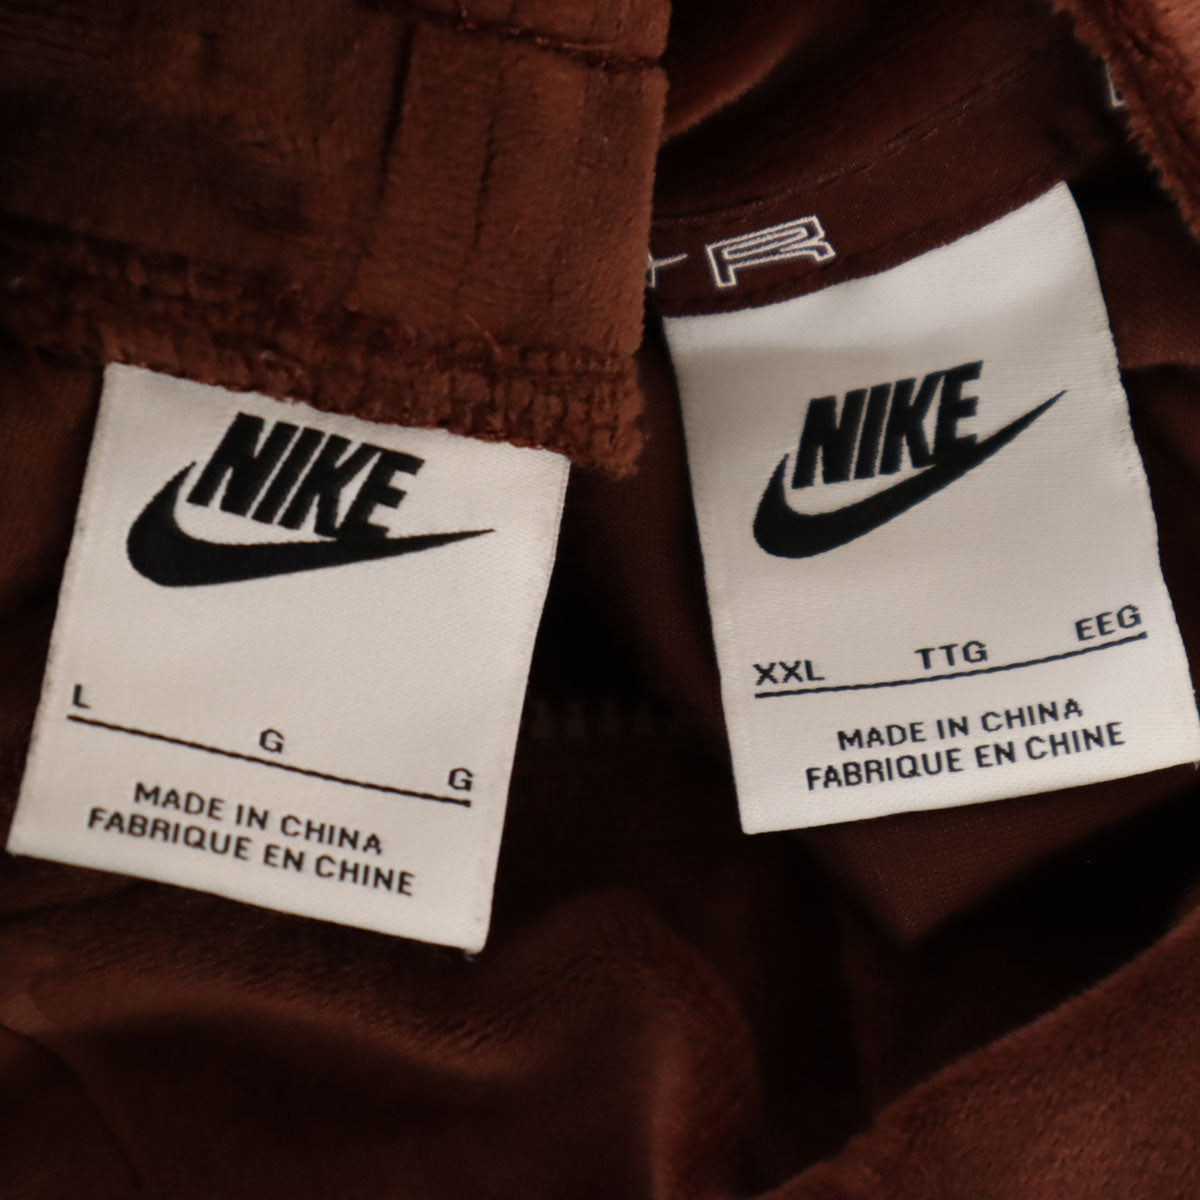 NIKE
L G G
MADE IN CHINA
FABRIQUE EN CHINE
R
NIKE
XXL TTG EEG
MADE IN CHINA
FABRIQUE EN CHINE